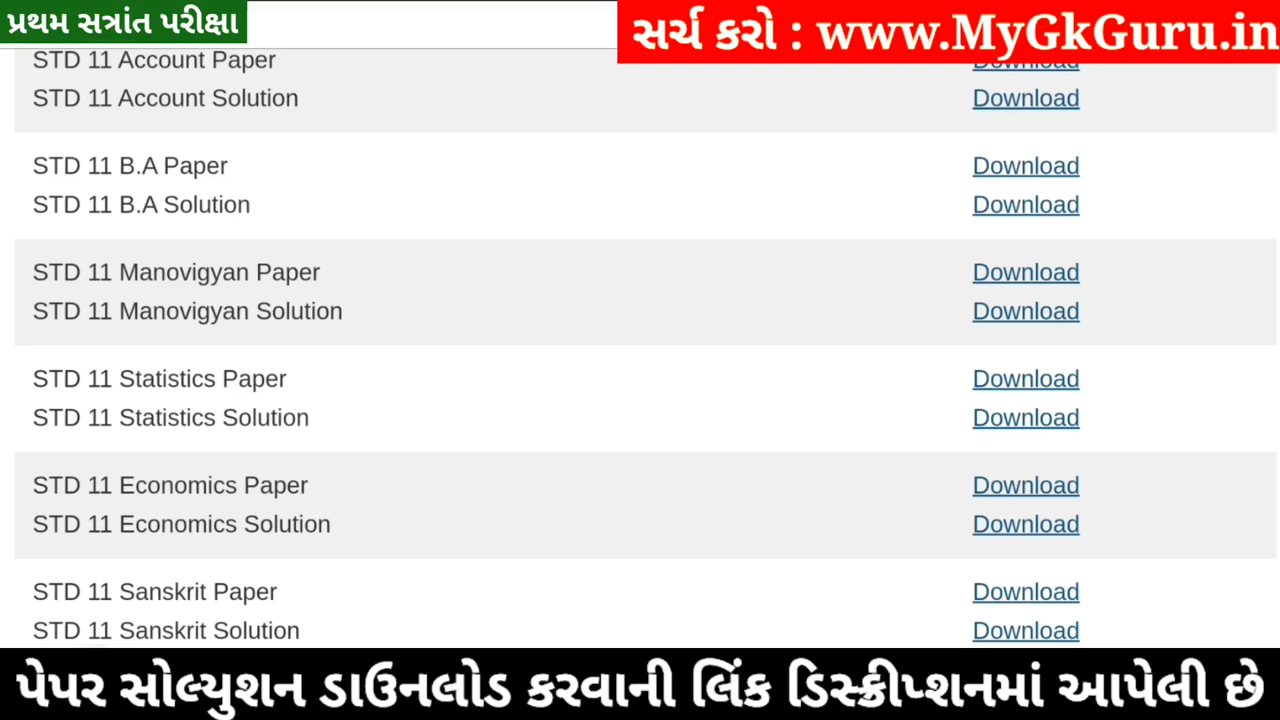 પ્રથમ સત્રાંત પરીક્ષા
સર્ચ કરો : www.MyGkGuru.in
STD 11 Account Paper Download
STD 11 Account Solution Download
STD 11 B.A Paper Download
STD 11 B.A Solution Download
STD 11 Manovigyan Paper Download
STD 11 Manovigyan Solution Download
STD 11 Statistics Paper Download
STD 11 Statistics Solution Download
STD 11 Economics Paper Download
STD 11 Economics Solution Download
STD 11 Sanskrit Paper Download
STD 11 Sanskrit Solution Download
પેપર સોલ્યુશન ડાઉનલોડ કરવાની લિંક ડિસ્ક્રીપ્શનમાં આપેલી છે